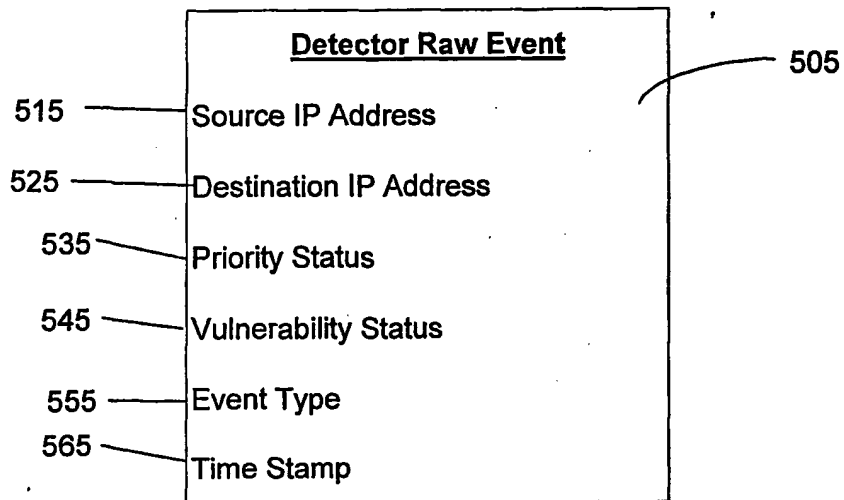 Detector Raw Event
505
515 Source IP Address
525 Destination IP Address
535 Priority Status
545 Vulnerability Status
555 Event Type
565 Time Stamp